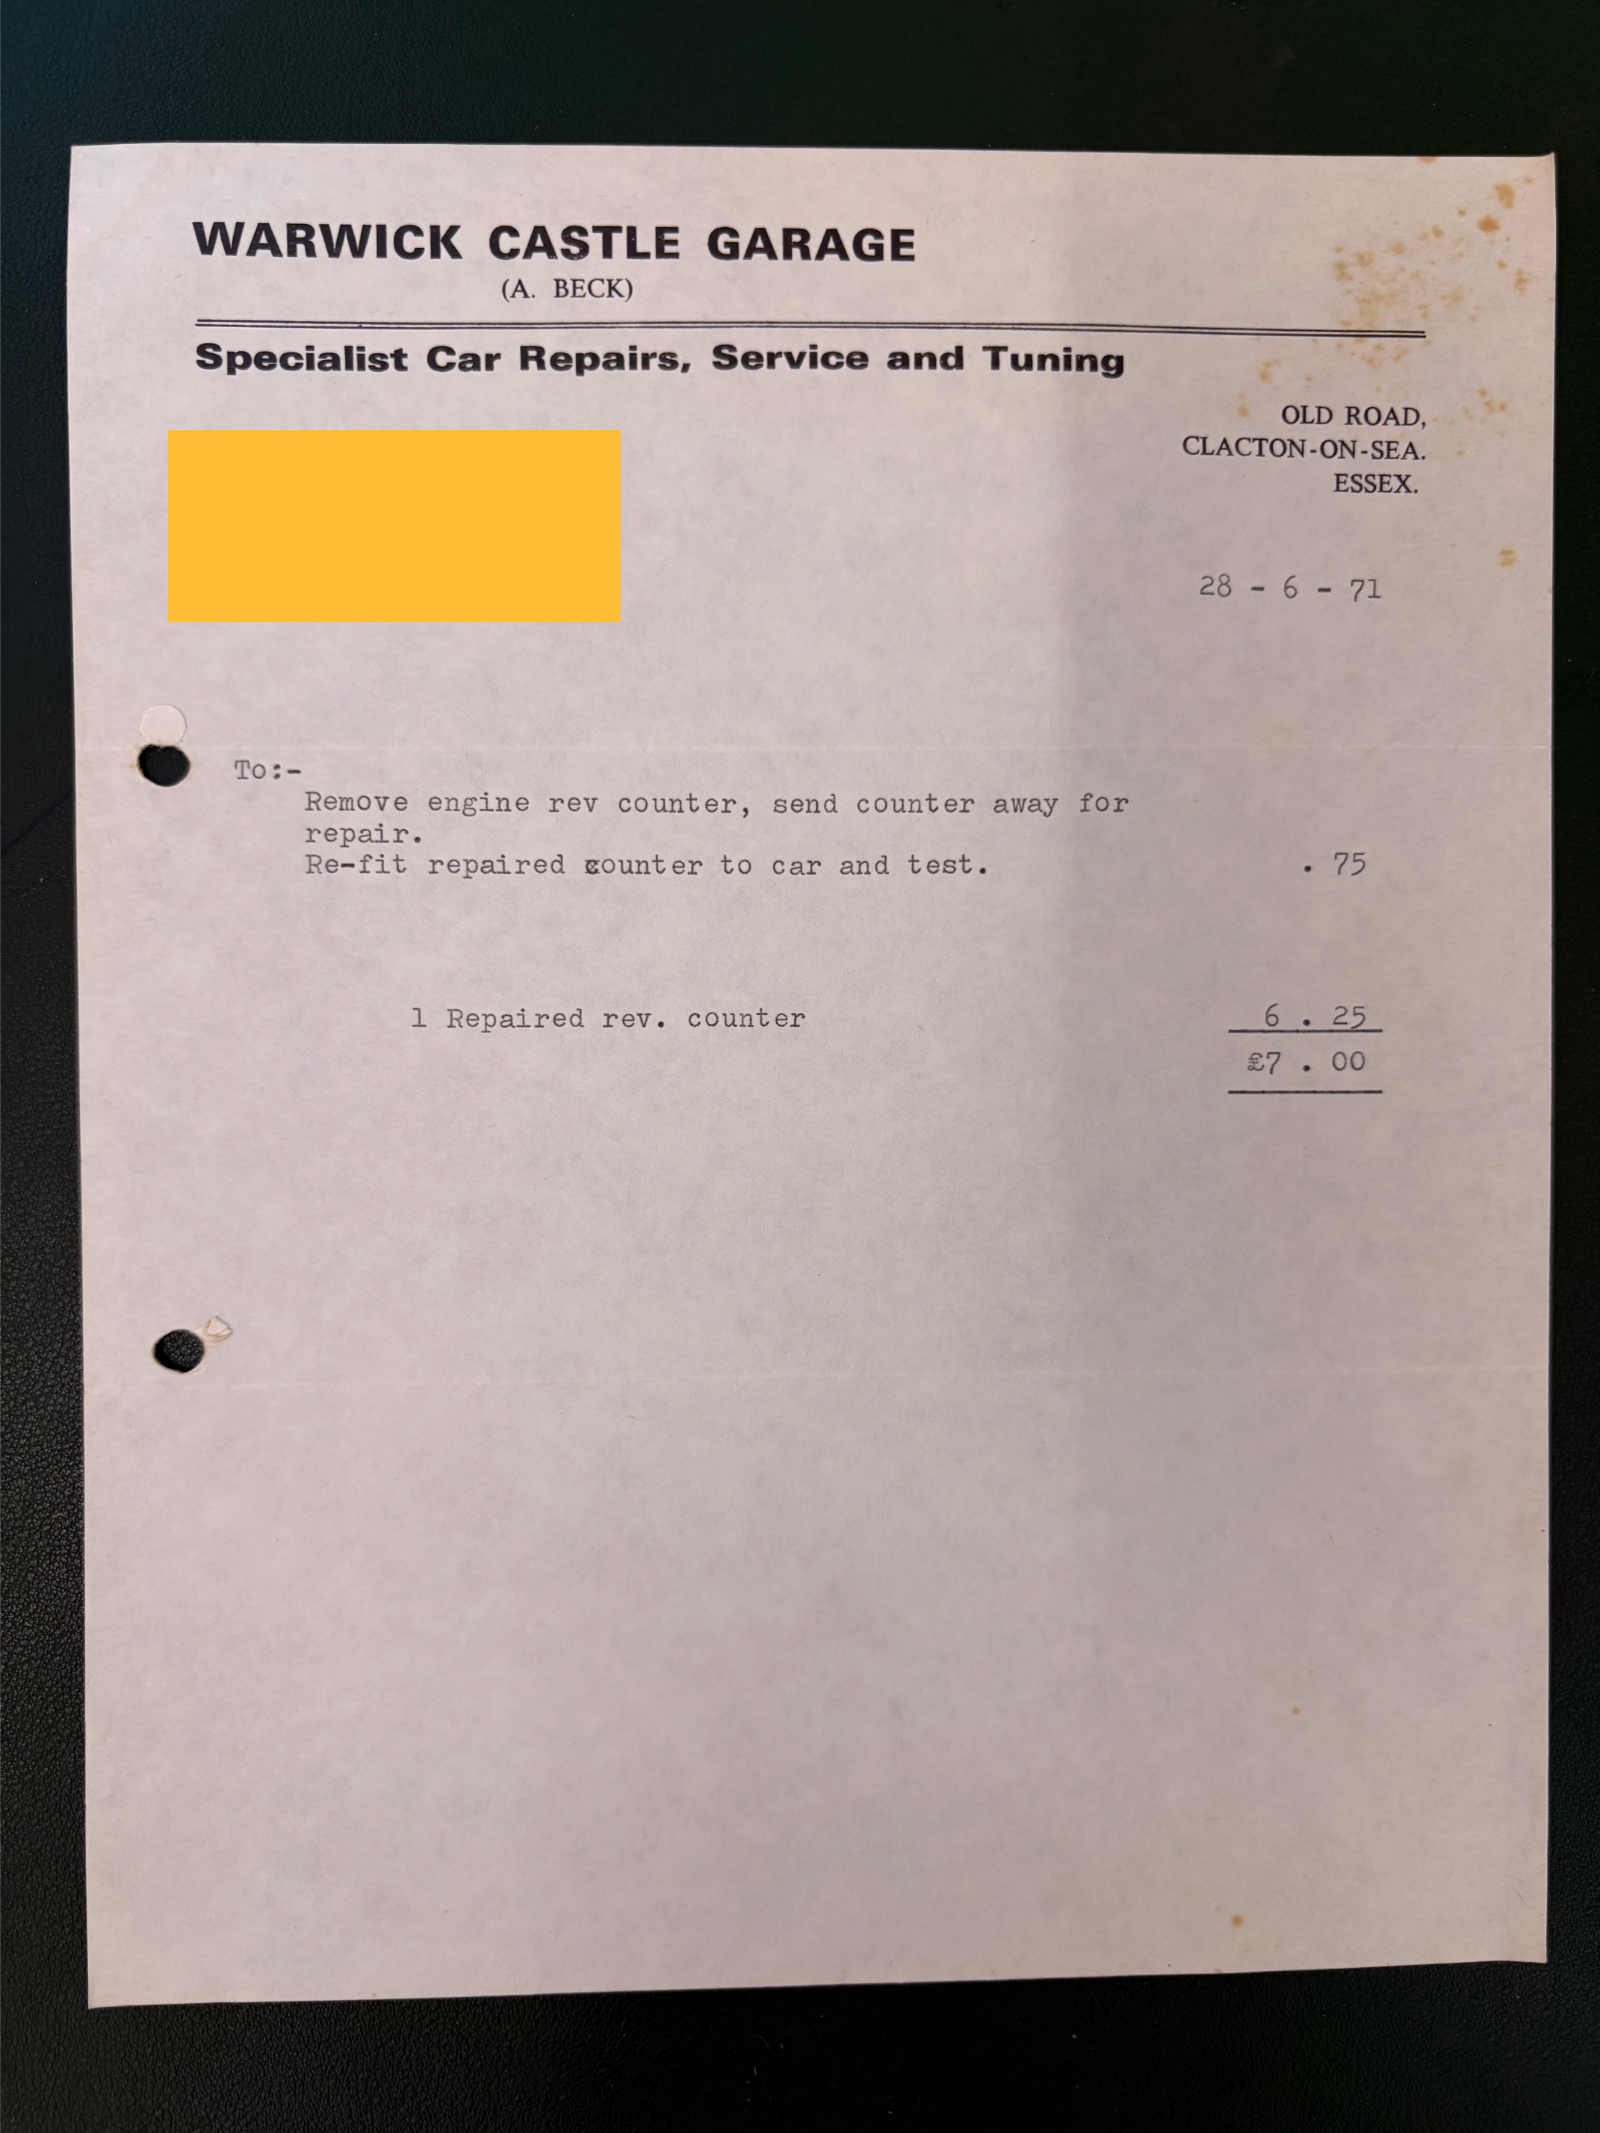 WARWICK CASTLE GARAGE
(A. BECK)
Specialist Car Repairs, Service and Tuning
OLD ROAD,
CLACTON-ON-SEA.
ESSEX.
28 - 6 - 71
To:-
Remove engine rev counter, send counter away for
repair.
Re-fit repaired counter to car and test. . 75
1 Repaired rev. counter 6 . 25
£7 . 00